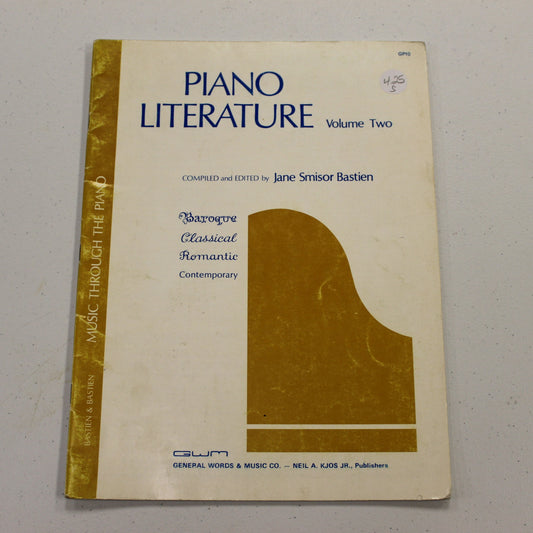 GP10
4.25
S
PIANO
LITERATURE Volume Two
COMPILED and EDITED by Jane Smisor Bastien
Baroque
Classical
Romantic
Contemporary
MUSIC THROUGH THE PIANO
BASTIEN & BASTIEN
GWM
GENERAL WORDS & MUSIC CO. — NEIL A. KJOS JR., Publishers